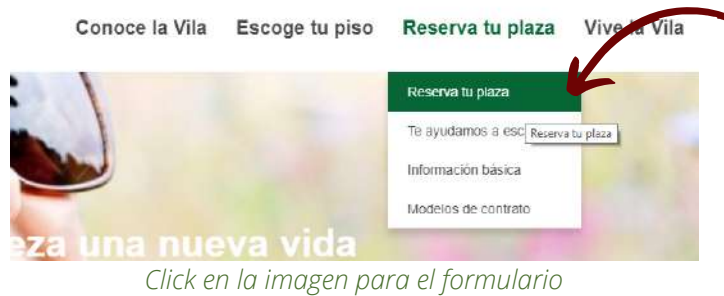 Conoce la Vila Escoge tu piso Reserva tu plaza Vive la Vila
Reserva tu plaza
Te ayudamos a esc Reserva tu plaza
Información básica
Modelos de contrato
eza una nueva vida
Click en la imagen para el formulario